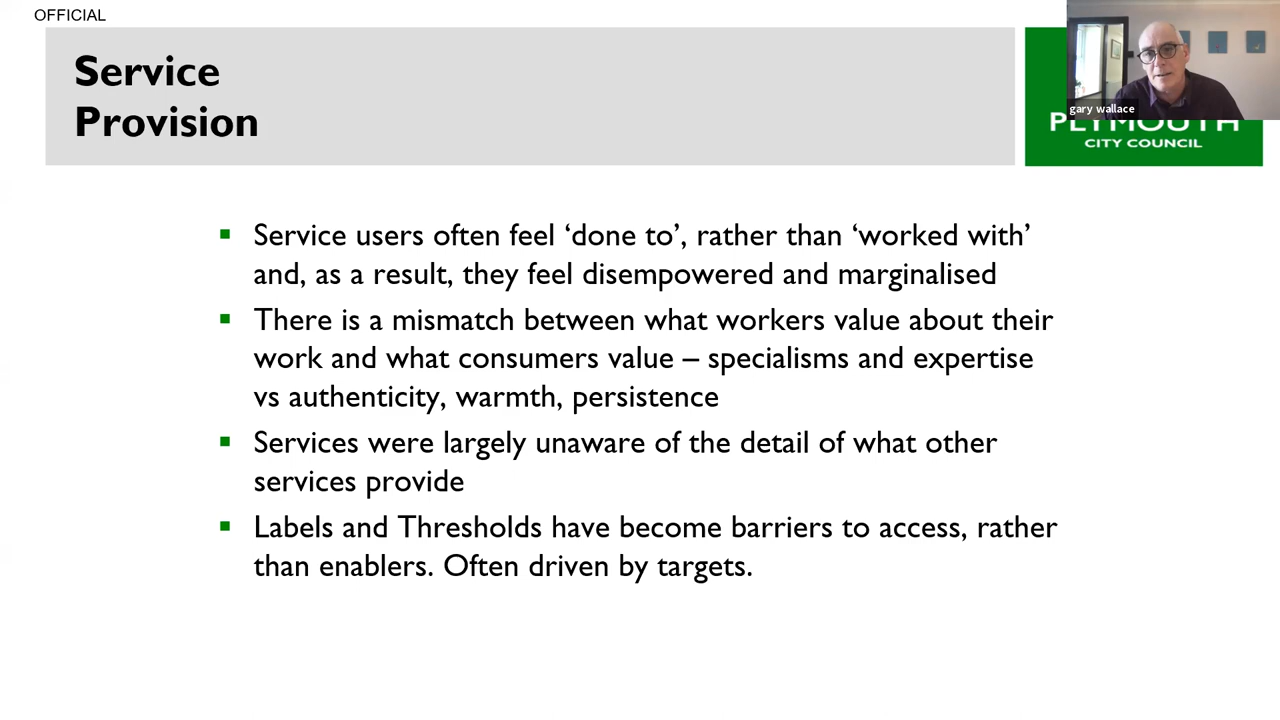 OFFICIAL
Service
Provision
gary wallace
PLYMOUTH
CITY COUNCIL
▪ Service users often feel ‘done to’, rather than ‘worked with’
and, as a result, they feel disempowered and marginalised
▪ There is a mismatch between what workers value about their
work and what consumers value – specialisms and expertise
vs authenticity, warmth, persistence
▪ Services were largely unaware of the detail of what other
services provide
▪ Labels and Thresholds have become barriers to access, rather
than enablers. Often driven by targets.